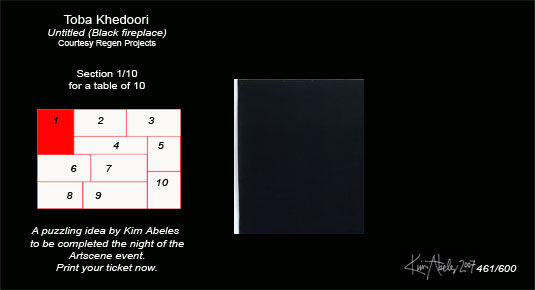 Toba Khedoori
Untitled (Black fireplace)
Courtesy Regen Projects
Section 1/10
for a table of 10
1
2
3
4
5
6
7
8
9
10
A puzzling idea by Kim Abeles
to be completed the night of the
Artscene event.
Print your ticket now.
Kim Abeles 2007 461/600